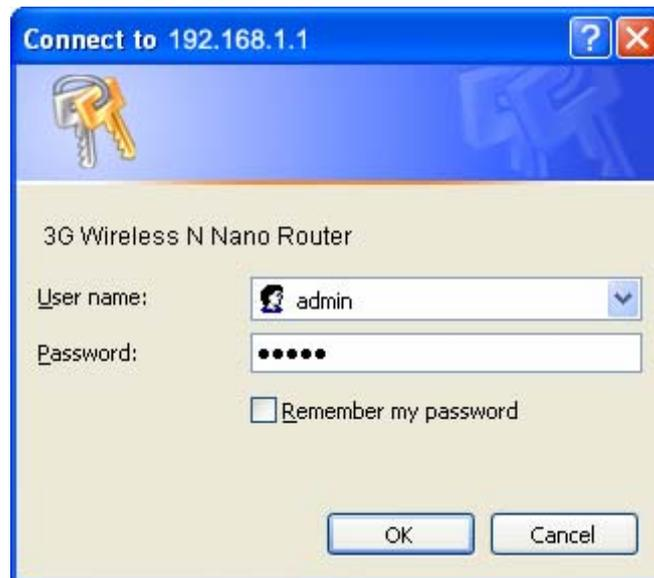 Connect to 192.168.1.1
3G Wireless N Nano Router
User name: admin
Password: •••••
Remember my password
OK Cancel